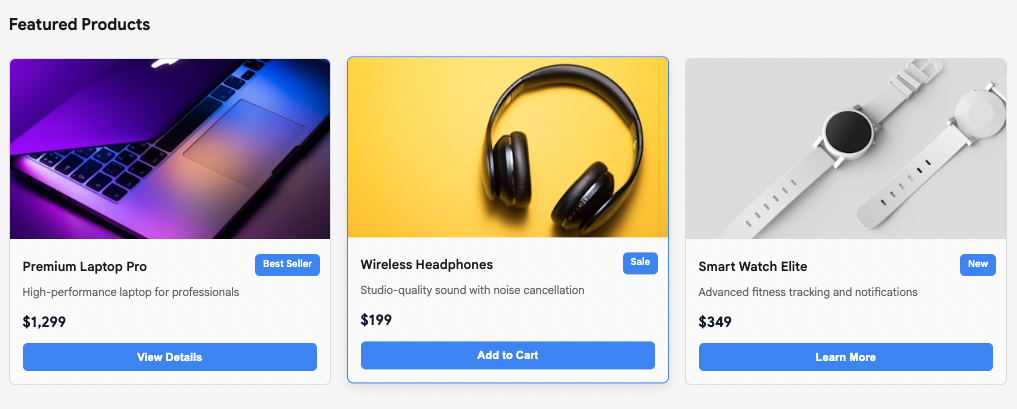 Featured Products
Premium Laptop Pro
Best Seller
High-performance laptop for professionals
$1,299
View Details
Wireless Headphones
Sale
Studio-quality sound with noise cancellation
$199
Add to Cart
Smart Watch Elite
New
Advanced fitness tracking and notifications
$349
Learn More